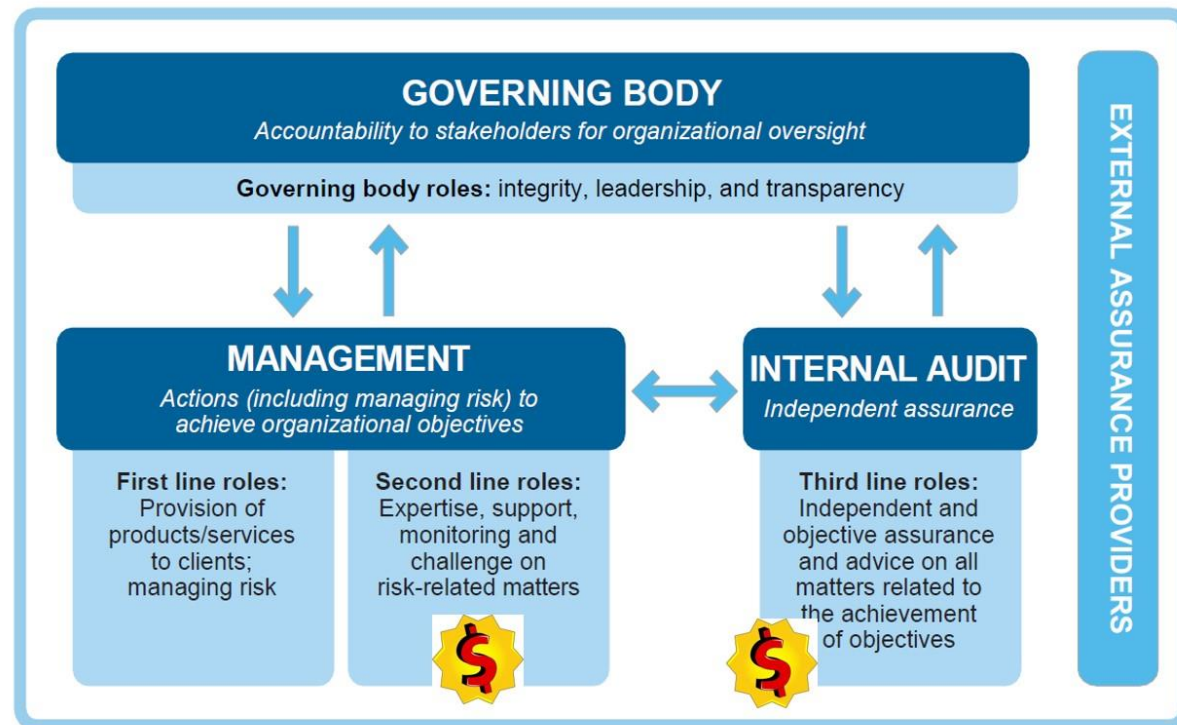 GOVERNING BODY
Accountability to stakeholders for organizational oversight
Governing body roles: integrity, leadership, and transparency
MANAGEMENT
Actions (including managing risk) to
achieve organizational objectives
First line roles:
Provision of
products/services
to clients;
managing risk
Second line roles:
Expertise, support,
monitoring and
challenge on
risk-related matters
$
INTERNAL AUDIT
Independent assurance
Third line roles:
Independent and
objective assurance
and advice on all
matters related to
the achievement
of objectives
$
EXTERNAL ASSURANCE PROVIDERS